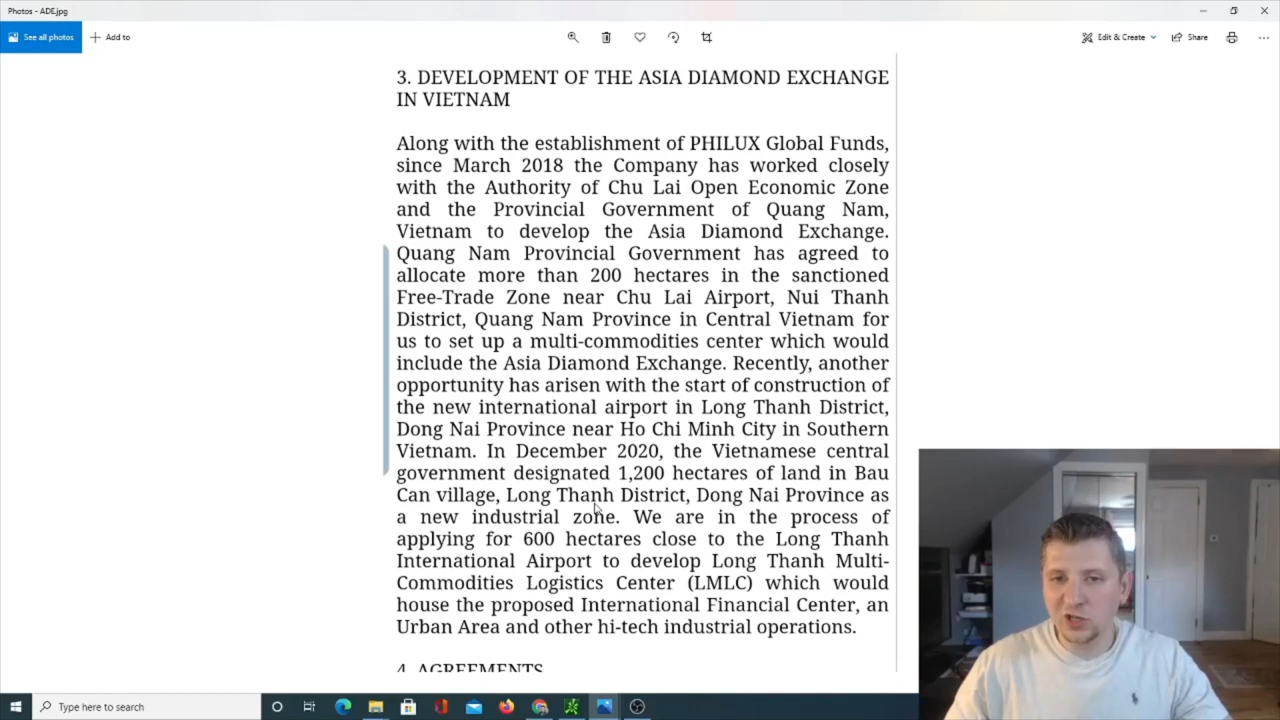 Photos - ADE.jpg
See all photos
Add to
Edit & Create
Share
3. DEVELOPMENT OF THE ASIA DIAMOND EXCHANGE
IN VIETNAM
Along with the establishment of PHILUX Global Funds,
since March 2018 the Company has worked closely
with the Authority of Chu Lai Open Economic Zone
and the Provincial Government of Quang Nam,
Vietnam to develop the Asia Diamond Exchange.
Quang Nam Provincial Government has agreed to
allocate more than 200 hectares in the sanctioned
Free-Trade Zone near Chu Lai Airport, Nui Thanh
District, Quang Nam Province in Central Vietnam for
us to set up a multi-commodities center which would
include the Asia Diamond Exchange. Recently, another
opportunity has arisen with the start of construction of
the new international airport in Long Thanh District,
Dong Nai Province near Ho Chi Minh City in Southern
Vietnam. In December 2020, the Vietnamese central
government designated 1,200 hectares of land in Bau
Can village, Long Thanh District, Dong Nai Province as
a new industrial zone. We are in the process of
applying for 600 hectares close to the Long Thanh
International Airport to develop Long Thanh Multi-
Commodities Logistics Center (LMLC) which would
house the proposed International Financial Center, an
Urban Area and other hi-tech industrial operations.
4. AGREEMENTS
Type here to search